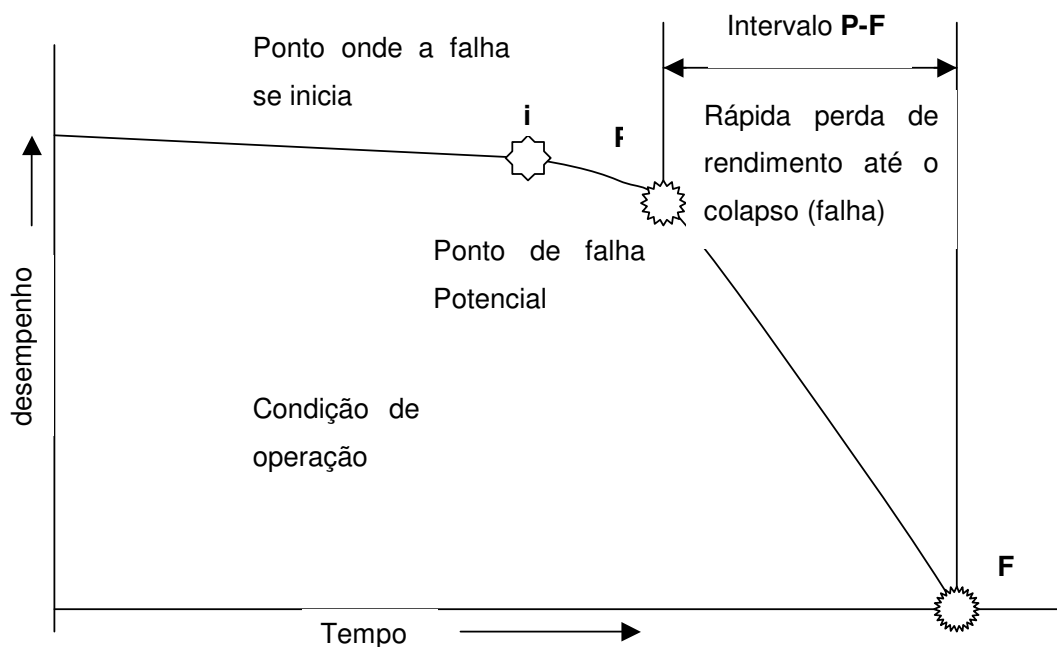 Intervalo P-F
Ponto onde a falha
se inicia
i
Rápida perda de
rendimento até o
colapso (falha)
Ponto de falha
Potencial
desempenho
Condição de
operação
F
Tempo